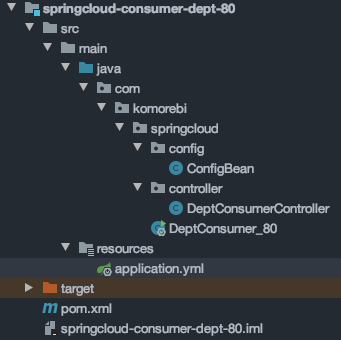 springcloud-consumer-dept-80
src
main
java
com
komorebi
springcloud
config
ConfigBean
controller
DeptConsumerController
DeptConsumer_80
resources
application.yml
target
pom.xml
springcloud-consumer-dept-80.iml